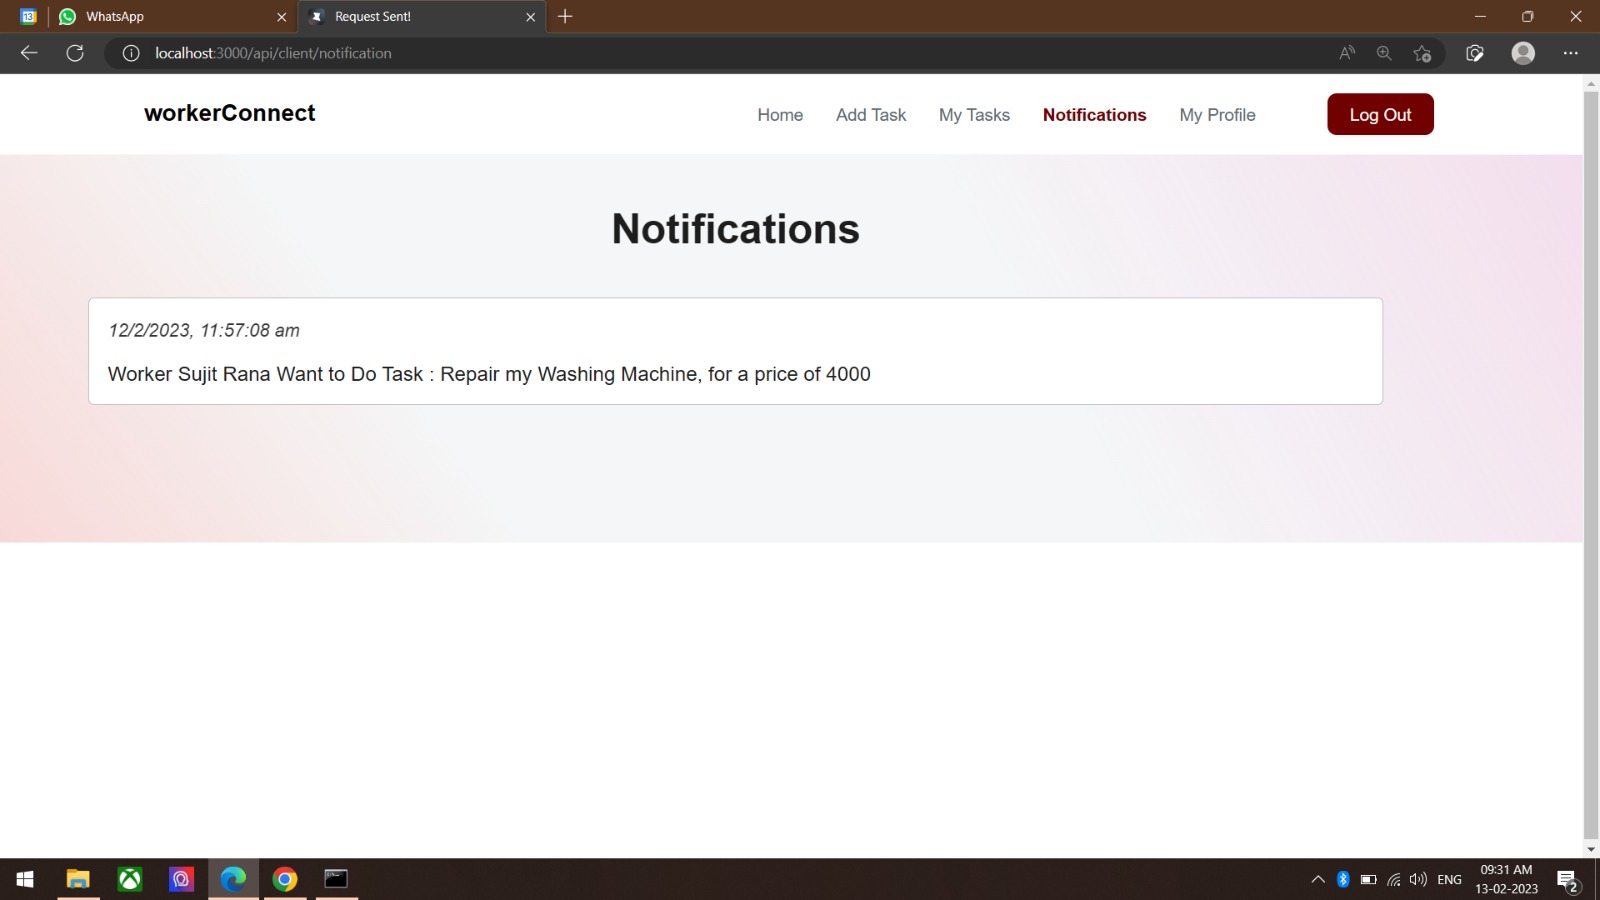 13
WhatsApp
Request Sent!
localhost:3000/api/client/notification
workerConnect
Home
Add Task
My Tasks
Notifications
My Profile
Log Out
Notifications
12/2/2023, 11:57:08 am
Worker Sujit Rana Want to Do Task : Repair my Washing Machine, for a price of 4000
ENG
09:31 AM
13-02-2023
2